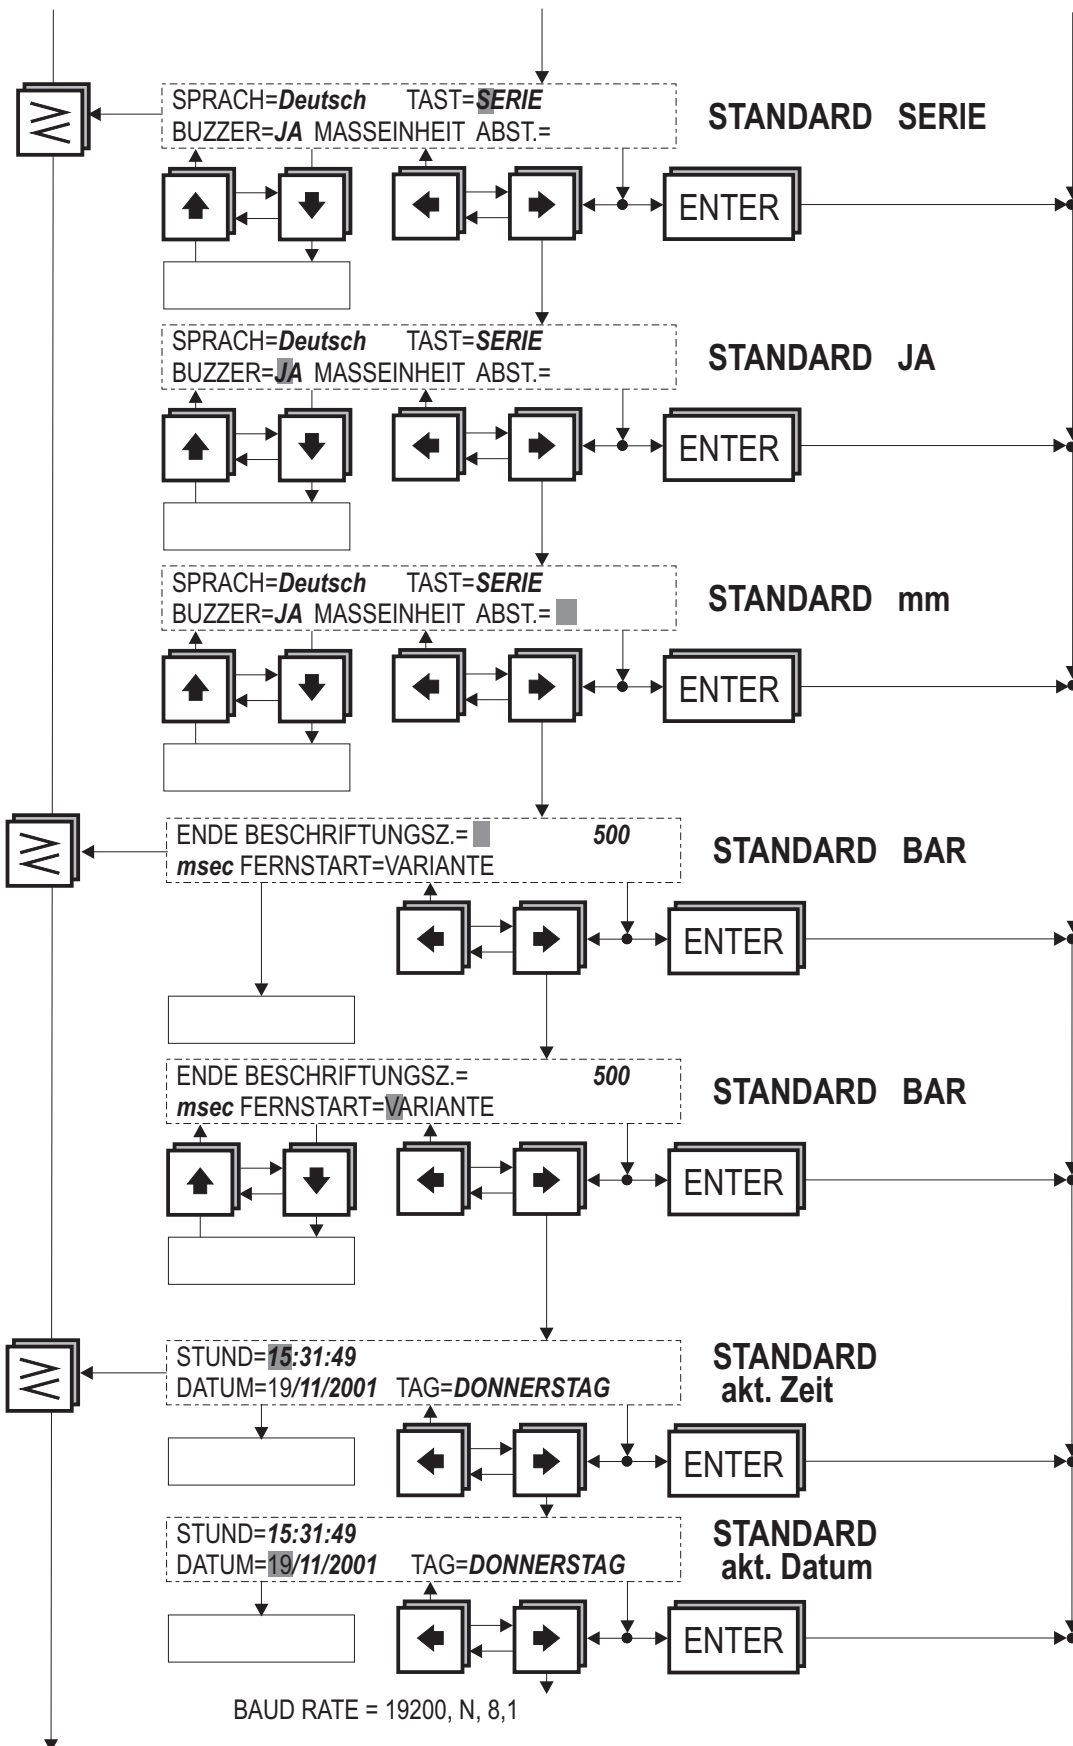 SPRACH=Deutsch TAST=SERIE
BUZZER=JA MASSEINHEIT ABST.=
STANDARD SERIE
ENTER
SPRACH=Deutsch TAST=SERIE
BUZZER=JA MASSEINHEIT ABST.=
STANDARD JA
ENTER
SPRACH=Deutsch TAST=SERIE
BUZZER=JA MASSEINHEIT ABST.=
STANDARD mm
ENTER
ENDE BESCHRIFTUNGSZ.= 500
msec FERNSTART=VARIANTE
STANDARD BAR
ENTER
ENDE BESCHRIFTUNGSZ.= 500
msec FERNSTART=VARIANTE
STANDARD BAR
ENTER
STUND=15:31:49
DATUM=19/11/2001 TAG=DONNERSTAG
STANDARD
akt. Zeit
ENTER
STUND=15:31:49
DATUM=19/11/2001 TAG=DONNERSTAG
STANDARD
akt. Datum
ENTER
BAUD RATE = 19200, N, 8,1